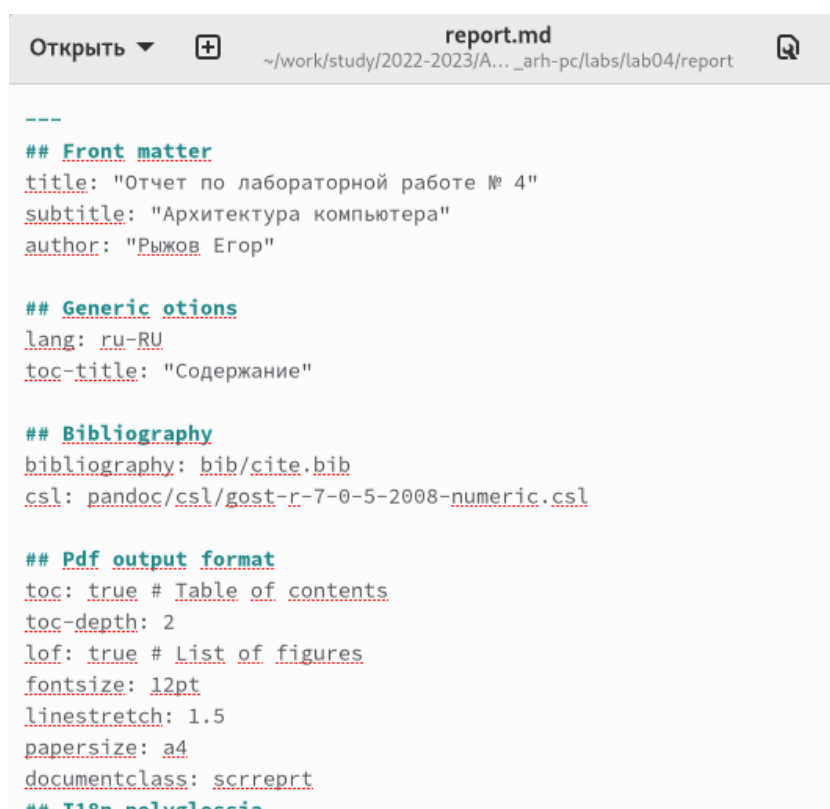 Открыть
report.md
~/work/study/2022-2023/A… _arh-pc/labs/lab04/report
---
## Front matter
title: "Отчет по лабораторной работе № 4"
subtitle: "Архитектура компьютера"
author: "Рыжов Егор"
## Generic otions
lang: ru-RU
toc-title: "Содержание"
## Bibliography
bibliography: bib/cite.bib
csl: pandoc/csl/gost-r-7-0-5-2008-numeric.csl
## Pdf output format
toc: true # Table of contents
toc-depth: 2
lof: true # List of figures
fontsize: 12pt
linestretch: 1.5
papersize: a4
documentclass: scrreprt
## I18n polyglossia